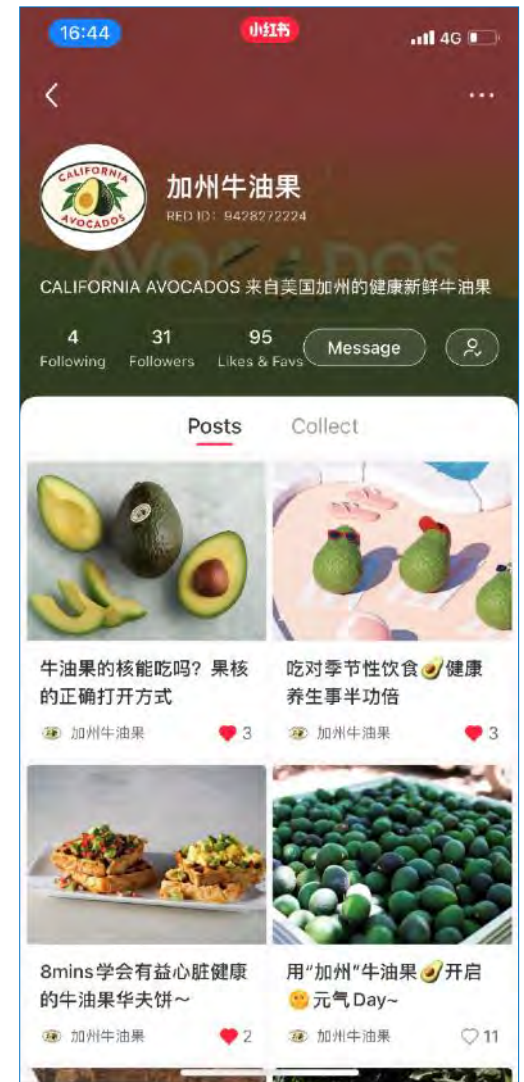 16:44
小红书
4G
CALIFORNIA
AVOCADOS
加州牛油果
RED ID: 9428272224
AVOCADOS
CALIFORNIA AVOCADOS 来自美国加州的健康新鲜牛油果
4 31 95
Following Followers Likes & Favs
Message
Posts Collect
牛油果的核能吃吗？果核
的正确打开方式
加州牛油果 3
吃对季节性饮食🥑健康
养生事半功倍
加州牛油果 3
8mins学会有益心脏健康
的牛油果华夫饼～
加州牛油果 2
用“加州”牛油果🥑开启
🤫元气Day~
加州牛油果 11